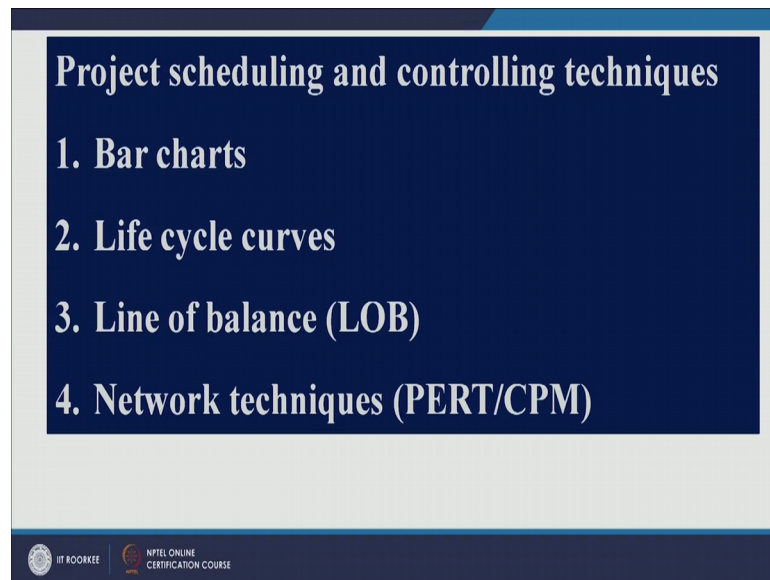 Project scheduling and controlling techniques
1. Bar charts
2. Life cycle curves
3. Line of balance (LOB)
4. Network techniques (PERT/CPM)
IIT ROORKEE
NPTEL ONLINE
CERTIFICATION COURSE
NPTEL